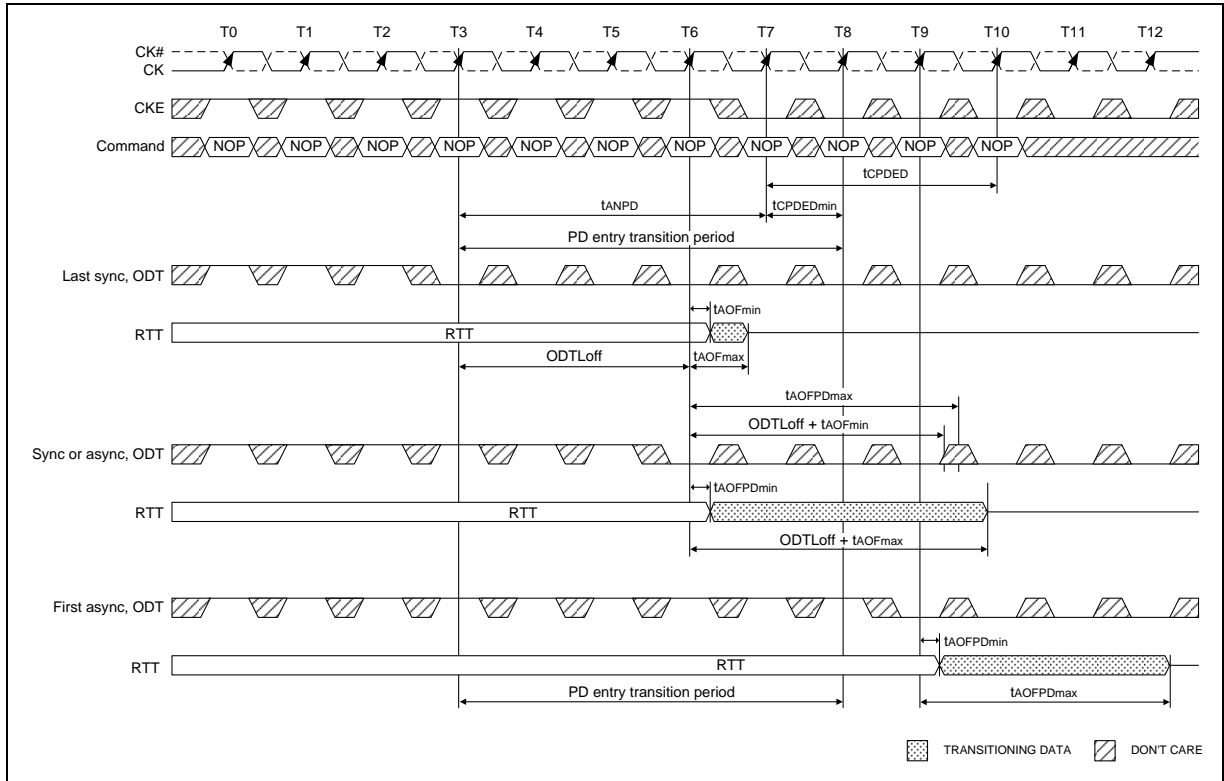 T0 T1 T2 T3 T4 T5 T6 T7 T8 T9 T10 T11 T12
CK#
CK
CKE
Command NOP NOP NOP NOP NOP NOP NOP NOP NOP NOP NOP
tCPDED
tANPD tCPDEDmin
PD entry transition period
Last sync, ODT
tAOFmin
RTT RTT
ODTLoff tAOFmax
tAOFPDmax
ODTLoff + tAOFmin
Sync or async, ODT
tAOFPDmin
RTT RTT
ODTLoff + tAOFmax
First async, ODT
tAOFPDmin
RTT RTT
PD entry transition period tAOFPDmax
TRANSITIONING DATA DON'T CARE